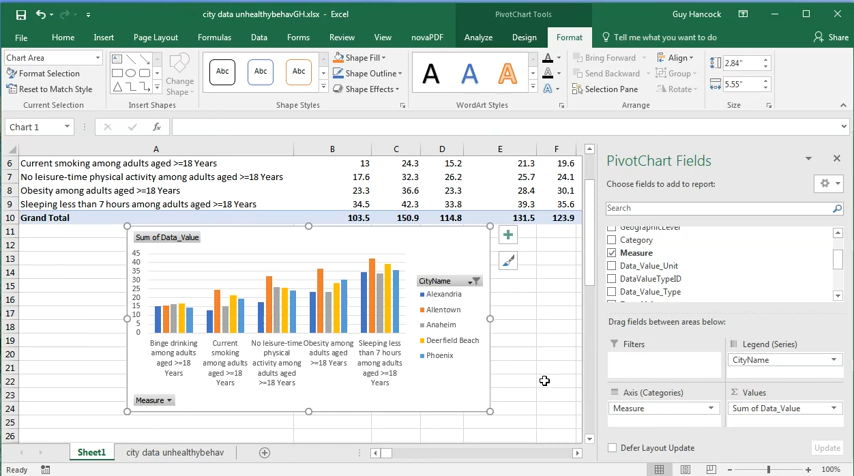 city data unhealthybehavGH.xlsx - Excel
PivotChart Tools
Guy Hancock
File Home Insert Page Layout Formulas Data Forms Review View novaPDF Analyze Design Format Tell me what you want to do Share
Chart Area
Format Selection
Reset to Match Style
Current Selection
Change
Shape
Insert Shapes
Abc Abc Abc
Shape Fill
Shape Outline
Shape Effects
Shape Styles
A A A
A
A
A
WordArt Styles
Bring Forward
Send Backward
Selection Pane
Align
Group
Rotate
Arrange
2.84"
5.55"
Size
Chart 1
fx
A B C D E F
6 Current smoking among adults aged >=18 Years 13 24.3 15.2 21.3 19.6
7 No leisure-time physical activity among adults aged >=18 Years 17.6 32.3 26.2 25.7 24.1
8 Obesity among adults aged >=18 Years 23.3 36.6 23.3 28.4 30.1
9 Sleeping less than 7 hours among adults aged >=18 Years 34.5 42.3 33.8 39.3 35.6
10 Grand Total 103.5 150.9 114.8 131.5 123.9
11
12
13
14
15
16
17
18
19
20
21
22
23
24
25
26
Sum of Data_Value
45
40
35
30
25
20
15
10
5
0
Binge drinking
among adults
aged >=18
Years
Current
smoking
among adults
aged >=18
Years
No leisure-time
physical
activity among
adults aged
>=18 Years
Obesity among
adults aged
>=18 Years
Sleeping less
than 7 hours
among adults
aged >=18
Years
CityName
Alexandria
Allentown
Anaheim
Deerfield Beach
Phoenix
Measure
PivotChart Fields
Choose fields to add to report:
Search
GeographicLevel
Category
Measure
Data_Value_Unit
DataValueTypeID
Data_Value_Type
Drag fields between areas below:
Filters
Legend (Series)
CityName
Axis (Categories)
Measure
Values
Sum of Data_Value
Defer Layout Update
Update
Sheet1 city data unhealthybehav
Ready
100%